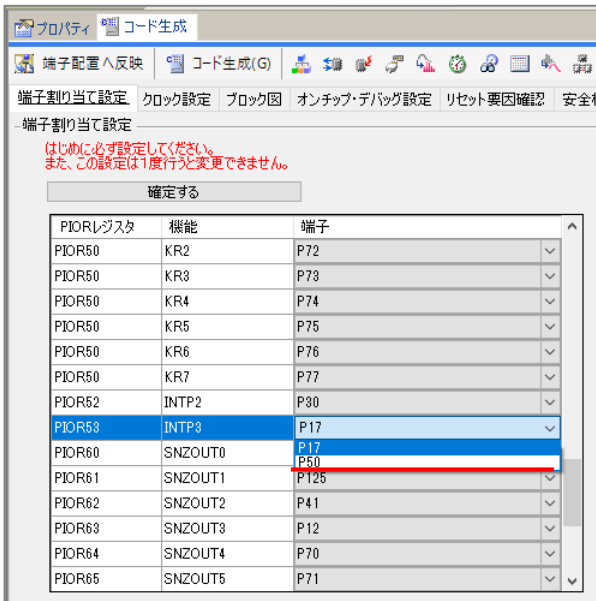 プロパティ コード生成
端子配置へ反映 コード生成(G)
端子割り当て設定 クロック設定 ブロック図 オンチップ・デバッグ設定 リセット要因確認 安全
端子割り当て設定
はじめに必ず設定してください。
また、この設定は1度行うと変更できません。
確定する
PIORレジスタ 機能 端子
PIOR50 KR2 P72
PIOR50 KR3 P73
PIOR50 KR4 P74
PIOR50 KR5 P75
PIOR50 KR6 P76
PIOR50 KR7 P77
PIOR52 INTP2 P30
PIOR53 INTP3 P17
P17
PIOR60 SNZOUT0 P50
PIOR61 SNZOUT1 P125
PIOR62 SNZOUT2 P41
PIOR63 SNZOUT3 P12
PIOR64 SNZOUT4 P70
PIOR65 SNZOUT5 P71